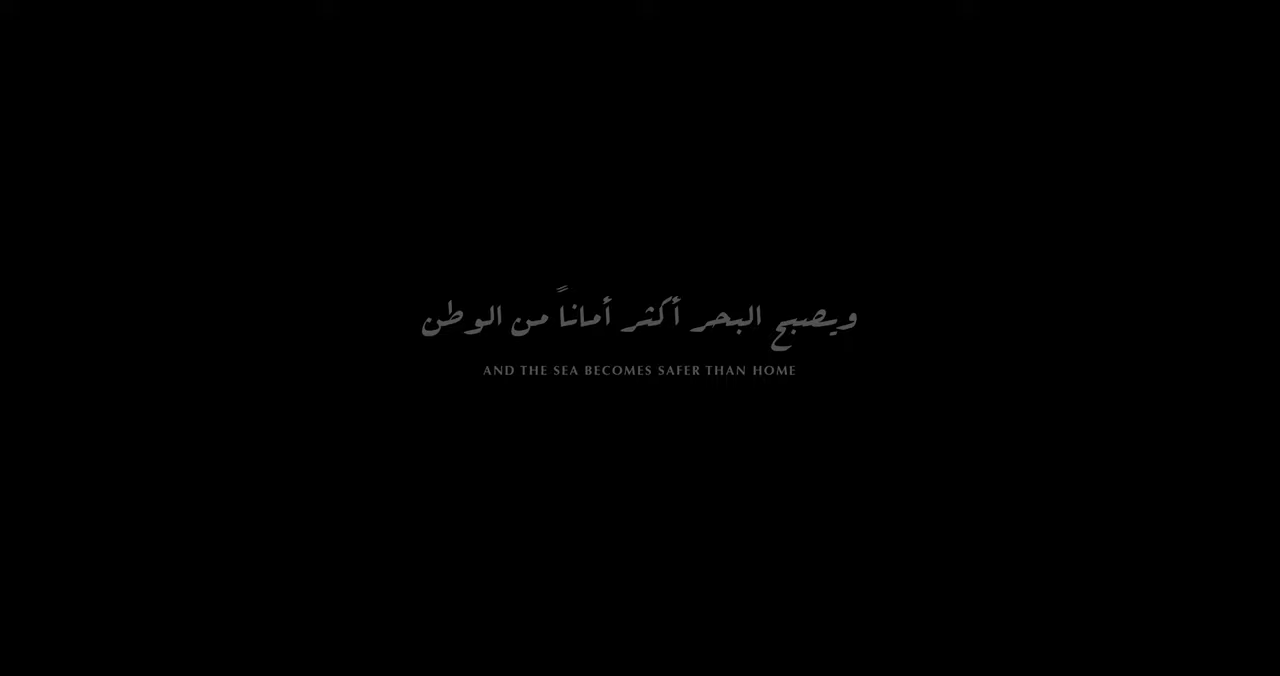 ويصبح البحر أكثر أماناً من الوطن
AND THE SEA BECOMES SAFER THAN HOME